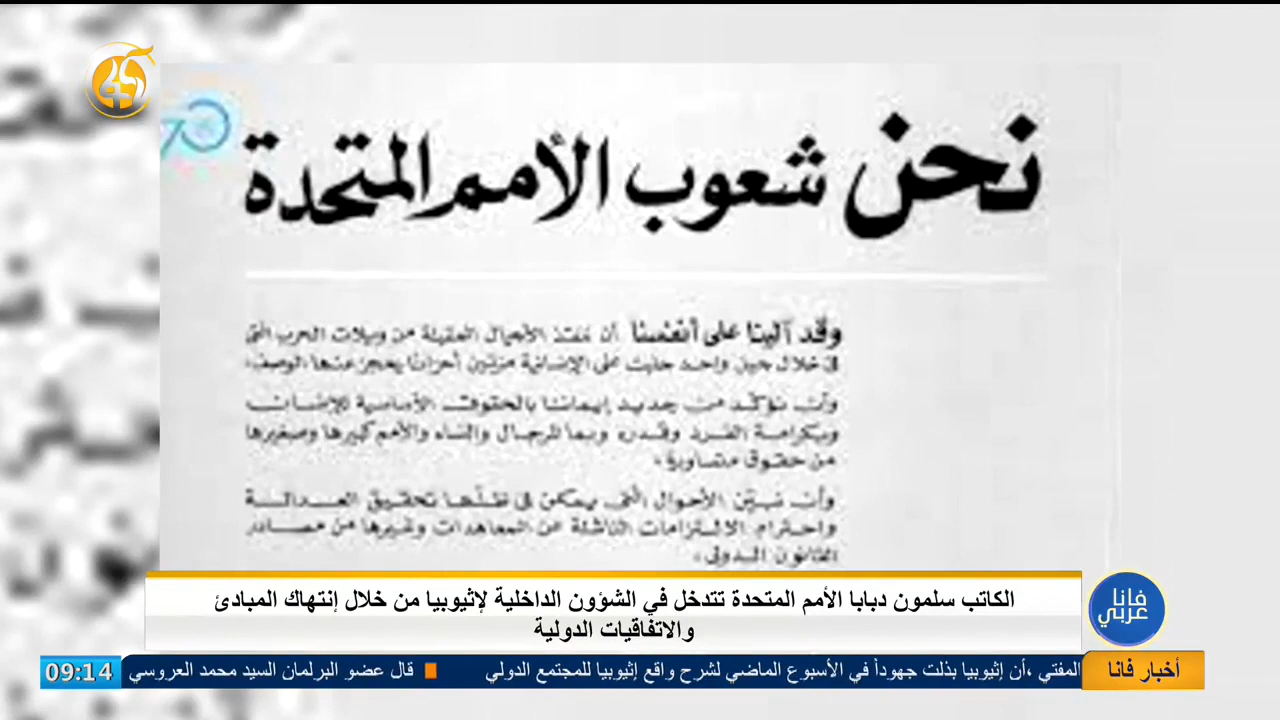 نحن شعوب الأمم المتحدة
وقد آلينا على أنفسنا أن ننقذ الأجيال المقبلة من ويلات الحرب التي
في خلال جيل واحد جلبت على الإنسانية مرتين أحزانا يعجز عنها الوصف،
وأن نؤكد من جديد إيماننا بالحقوق الأساسية للإنسان
وبكرامة الفرد وقدره وبما للرجال والنساء والأمم كبيرها وصغيرها
من حقوق متساوية،
وأن نبيّن الأحوال التي يمكن في ظلها تحقيق العدالة
واحترام الالتزامات الناشئة عن المعاهدات وغيرها من مصادر
القانون الدولي،
الكاتب سلمون دبابا الأمم المتحدة تتدخل في الشؤون الداخلية لإثيوبيا من خلال إنتهاك المبادئ
والاتفاقيات الدولية
فانا
عربي
أخبار فانا
المفتي ،أن إثيوبيا بذلت جهوداً في الأسبوع الماضي لشرح واقع إثيوبيا للمجتمع الدولي ■ قال عضو البرلمان السيد محمد العروسي
09:14